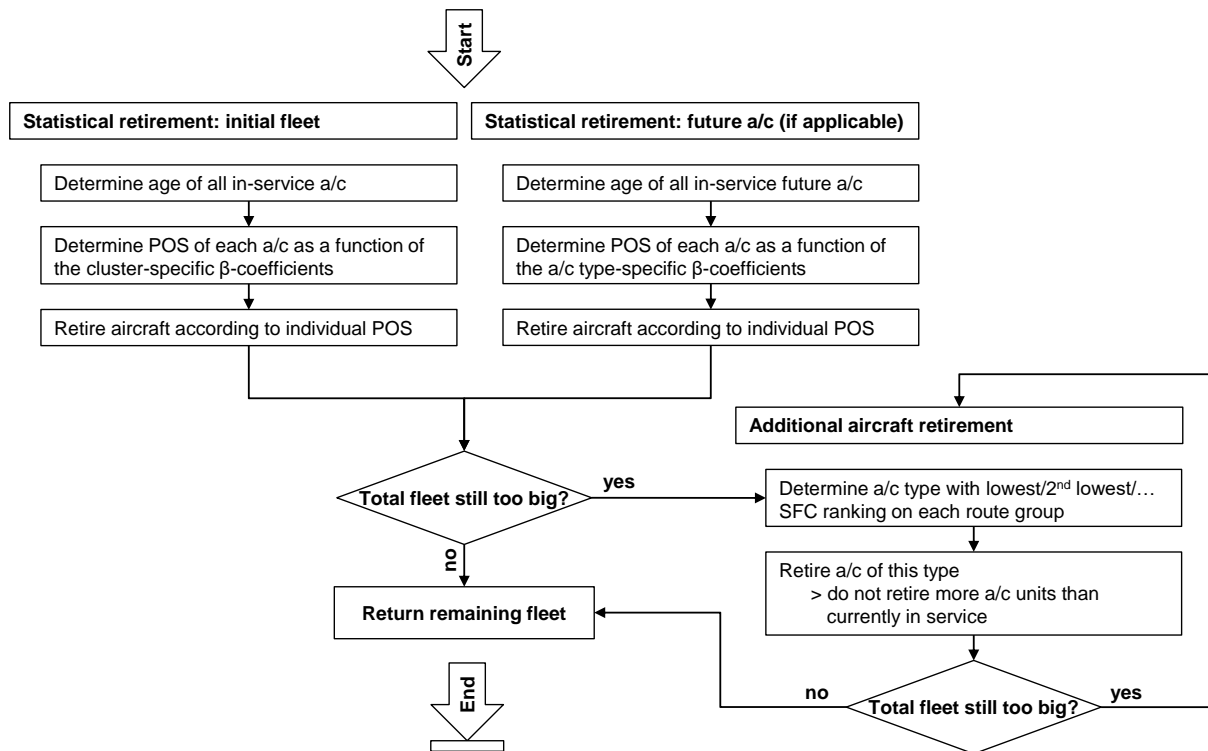 Start
Statistical retirement: initial fleet
Statistical retirement: future a/c (if applicable)
Determine age of all in-service a/c
Determine POS of each a/c as a function of
the cluster-specific β-coefficients
Retire aircraft according to individual POS
Determine age of all in-service future a/c
Determine POS of each a/c as a function of
the a/c type-specific β-coefficients
Retire aircraft according to individual POS
Total fleet still too big?
yes
no
Return remaining fleet
End
Additional aircraft retirement
Determine a/c type with lowest/2nd lowest/…
SFC ranking on each route group
Retire a/c of this type
> do not retire more a/c units than
currently in service
Total fleet still too big?
no
yes